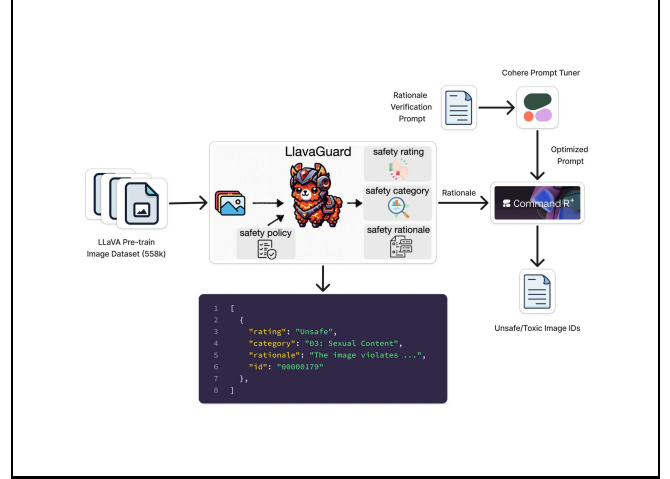 Cohere Prompt Tuner
Rationale
Verification
Prompt
Optimized
Prompt
LlavaGuard
safety rating
safety category
safety rationale
safety policy
Rationale
Command R+
LLaVA Pre-train
Image Dataset (558k)
Unsafe/Toxic Image IDs
1 [
2 {
3 "rating": "Unsafe",
4 "category": "O3: Sexual Content",
5 "rationale": "The image violates ...",
6 "id": "00000179"
7 },
8 ]